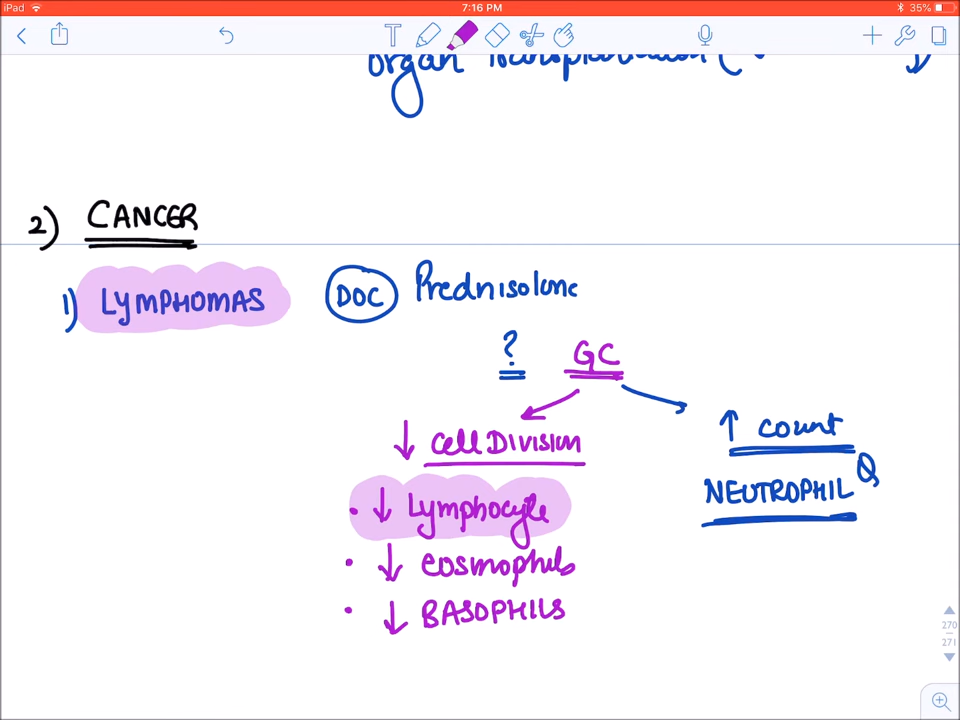 iPad 7:16 PM 35%
organ
2) CANCER
1) LYMPHOMAS DOC Prednisolone
? GC
↓ Cell Division
↑ count
NEUTROPHIL Q
• ↓ Lymphocyte
• ↓ eosinophils
• ↓ BASOPHILS
270
271